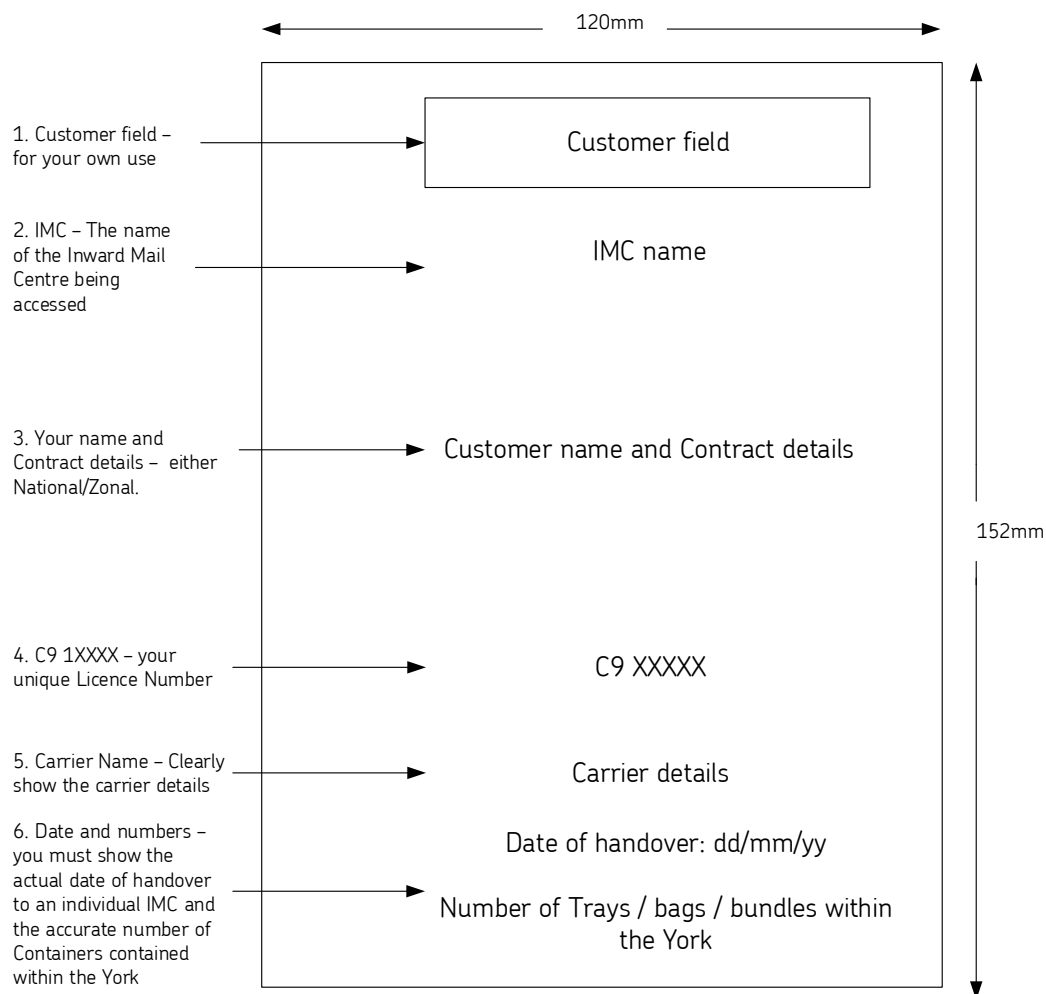 120mm
1. Customer field –
for your own use
Customer field
2. IMC – The name
of the Inward Mail
Centre being
accessed
IMC name
3. Your name and
Contract details –  either
National/Zonal.
Customer name and Contract details
152mm
4. C9 1XXXX – your
unique Licence Number
C9 XXXXX
5. Carrier Name – Clearly
show the carrier details
Carrier details
6. Date and numbers –
you must show the
actual date of handover
to an individual IMC and
the accurate number of
Containers contained
within the York
Date of handover: dd/mm/yy
Number of Trays / bags / bundles within
the York